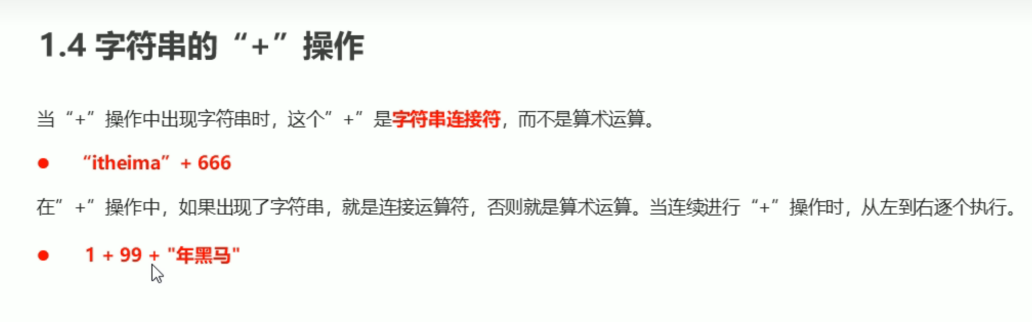 1.4 字符串的“+”操作
当“+”操作中出现字符串时，这个”+”是字符串连接符，而不是算术运算。
● “itheima” + 666
在”+”操作中，如果出现了字符串，就是连接运算符，否则就是算术运算。当连续进行“+”操作时，从左到右逐个执行。
● 1 + 99 + "年黑马"